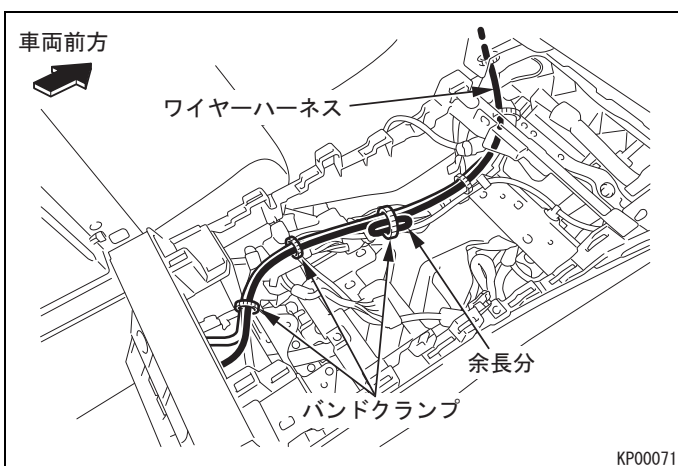 車両前方
ワイヤーハーネス
余長分
バンドクランプ
KP00071